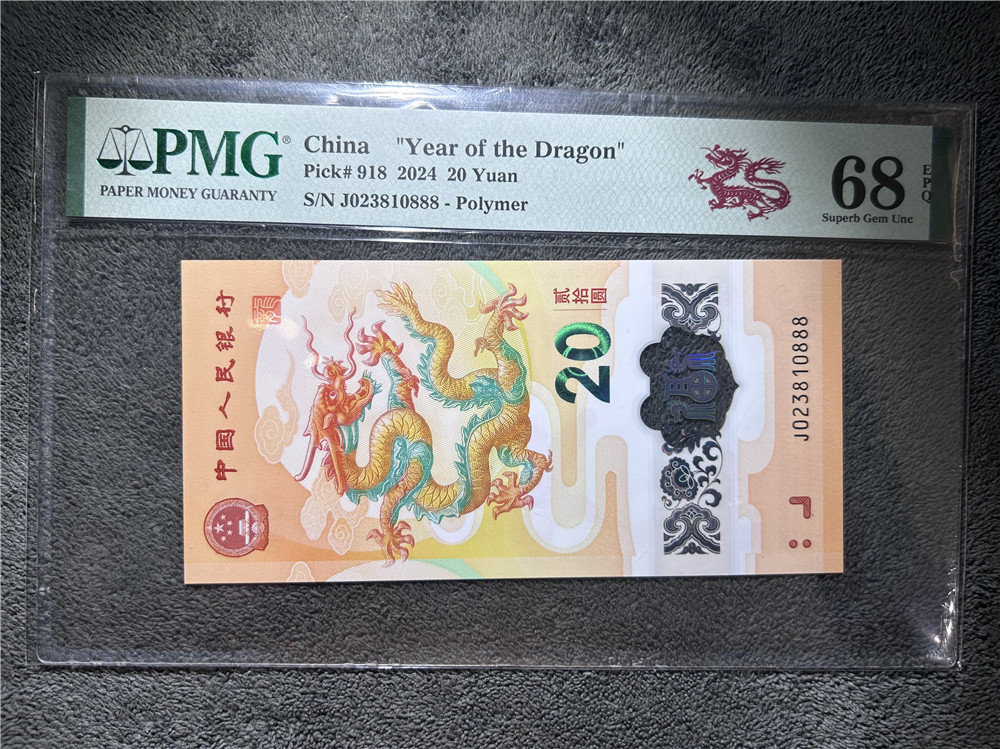 PMG®
PAPER MONEY GUARANTY
China "Year of the Dragon"
Pick# 918 2024 20 Yuan
S/N J023810888 - Polymer
68
Superb Gem Unc
E
P
Q
中国人民银行
贰拾圆
20
J023810888